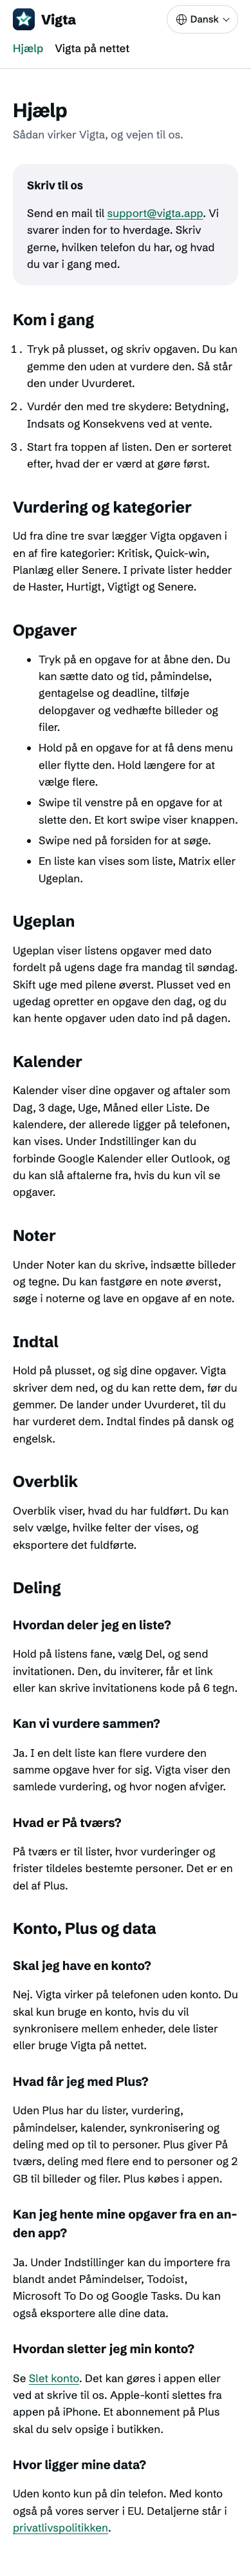 Vigta
Dansk
Hjælp Vigta på nettet
Hjælp
Sådan virker Vigta, og vejen til os.
Skriv til os
Send en mail til support@vigta.app. Vi
svarer inden for to hverdage. Skriv
gerne, hvilken telefon du har, og hvad
du var i gang med.
Kom i gang
1. Tryk på plusset, og skriv opgaven. Du kan
gemme den uden at vurdere den. Så står
den under Uvurderet.
2. Vurdér den med tre skydere: Betydning,
Indsats og Konsekvens ved at vente.
3. Start fra toppen af listen. Den er sorteret
efter, hvad der er værd at gøre først.
Vurdering og kategorier
Ud fra dine tre svar lægger Vigta opgaven i
en af fire kategorier: Kritisk, Quick-win,
Planlæg eller Senere. I private lister hedder
de Haster, Hurtigt, Vigtigt og Senere.
Opgaver
• Tryk på en opgave for at åbne den. Du
kan sætte dato og tid, påmindelse,
gentagelse og deadline, tilføje
delopgaver og vedhæfte billeder og
filer.
• Hold på en opgave for at få dens menu
eller flytte den. Hold længere for at
vælge flere.
• Swipe til venstre på en opgave for at
slette den. Et kort swipe viser knappen.
• Swipe ned på forsiden for at søge.
• En liste kan vises som liste, Matrix eller
Ugeplan.
Ugeplan
Ugeplan viser listens opgaver med dato
fordelt på ugens dage fra mandag til søndag.
Skift uge med pilene øverst. Plusset ved en
ugedag opretter en opgave den dag, og du
kan hente opgaver uden dato ind på dagen.
Kalender
Kalender viser dine opgaver og aftaler som
Dag, 3 dage, Uge, Måned eller Liste. De
kalendere, der allerede ligger på telefonen,
kan vises. Under Indstillinger kan du
forbinde Google Kalender eller Outlook, og
du kan slå aftalerne fra, hvis du kun vil se
opgaver.
Noter
Under Noter kan du skrive, indsætte billeder
og tegne. Du kan fastgøre en note øverst,
søge i noterne og lave en opgave af en note.
Indtal
Hold på plusset, og sig dine opgaver. Vigta
skriver dem ned, og du kan rette dem, før du
gemmer. De lander under Uvurderet, til du
har vurderet dem. Indtal findes på dansk og
engelsk.
Overblik
Overblik viser, hvad du har fuldført. Du kan
selv vælge, hvilke felter der vises, og
eksportere det fuldførte.
Deling
Hvordan deler jeg en liste?
Hold på listens fane, vælg Del, og send
invitationen. Den, du inviterer, får et link
eller kan skrive invitationens kode på 6 tegn.
Kan vi vurdere sammen?
Ja. I en delt liste kan flere vurdere den
samme opgave hver for sig. Vigta viser den
samlede vurdering, og hvor nogen afviger.
Hvad er På tværs?
På tværs er til lister, hvor vurderinger og
frister tildeles bestemte personer. Det er en
del af Plus.
Konto, Plus og data
Skal jeg have en konto?
Nej. Vigta virker på telefonen uden konto. Du
skal kun bruge en konto, hvis du vil
synkronisere mellem enheder, dele lister
eller bruge Vigta på nettet.
Hvad får jeg med Plus?
Uden Plus har du lister, vurdering,
påmindelser, kalender, synkronisering og
deling med op til to personer. Plus giver På
tværs, deling med flere end to personer og 2
GB til billeder og filer. Plus købes i appen.
Kan jeg hente mine opgaver fra en an-
den app?
Ja. Under Indstillinger kan du importere fra
blandt andet Påmindelser, Todoist,
Microsoft To Do og Google Tasks. Du kan
også eksportere alle dine data.
Hvordan sletter jeg min konto?
Se Slet konto. Det kan gøres i appen eller
ved at skrive til os. Apple-konti slettes fra
appen på iPhone. Et abonnement på Plus
skal du selv opsige i butikken.
Hvor ligger mine data?
Uden konto kun på din telefon. Med konto
også på vores server i EU. Detaljerne står i
privatlivspolitikken.